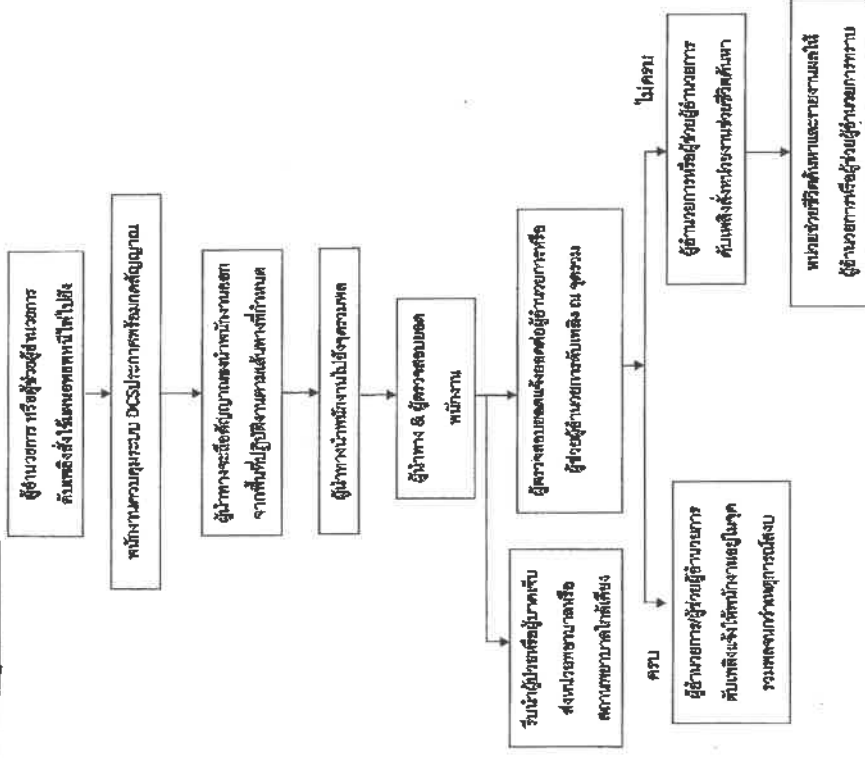 ผู้อำนวยการ หรือผู้ช่วยผู้อำนวยการ
ดับเพลิงสั่งใช้แผนอพยพหนีไฟไปยัง
พนักงานควบคุมระบบ DCSประกาศพร้อมกดสัญญาณ
ผู้นำทางจะถือสัญญาณธงนำพนักงานออก
จากพื้นที่ปฏิบัติงานตามเส้นทางที่กำหนด
ผู้นำทางนำพนักงานไปยังจุดรวมพล
ผู้นำทาง & ผู้ตรวจสอบยอด
พนักงาน
รีบนำผู้ป่วยหรือผู้บาดเจ็บ
ส่งหน่วยพยาบาลหรือ
สถานพยาบาลใกล้เคียง
ผู้ตรวจสอบยอดแจ้งยอดต่อผู้อำนวยการหรือ
ผู้ช่วยผู้อำนวยการดับเพลิง ณ จุดรวม
ครบ
ผู้อำนวยการ/ผู้ช่วยผู้อำนวยการ
ดับเพลิงแจ้งให้พนักงานอยู่ในจุด
รวมพลจนกว่าเหตุการณ์สงบ
ไม่ครบ
ผู้อำนวยการหรือผู้ช่วยผู้อำนวยการ
ดับเพลิงสั่งหน่วยงานช่วยชีวิตค้นหา
หน่วยช่วยชีวิตค้นหาและรายงานผลให้
ผู้อำนวยการหรือผู้ช่วยผู้อำนวยการทราบ